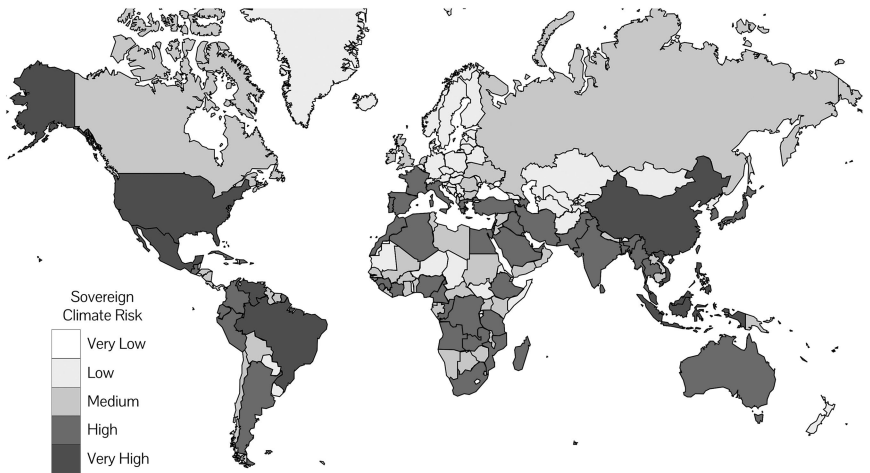 Sovereign
Climate Risk
Very Low
Low
Medium
High
Very High